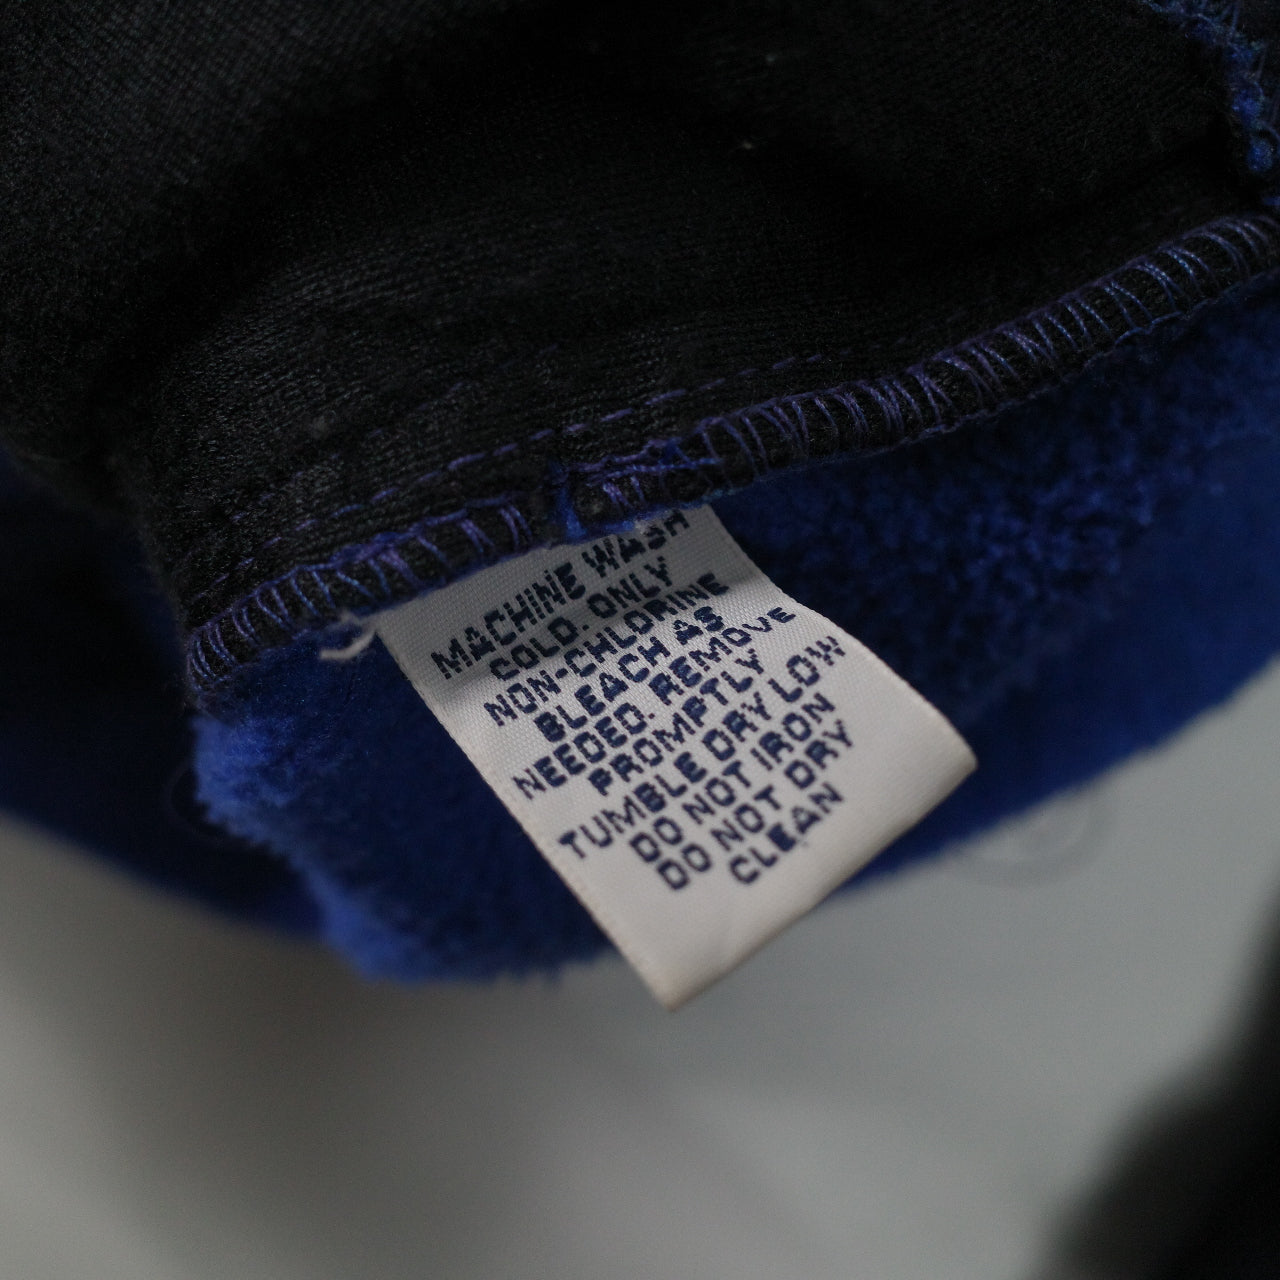 MACHINE WASH
COLD. ONLY
NON-CHLORINE
BLEACH AS
NEEDED. REMOVE
PROMPTLY
TUMBLE DRY LOW
DO NOT IRON
DO NOT DRY
CLEAN